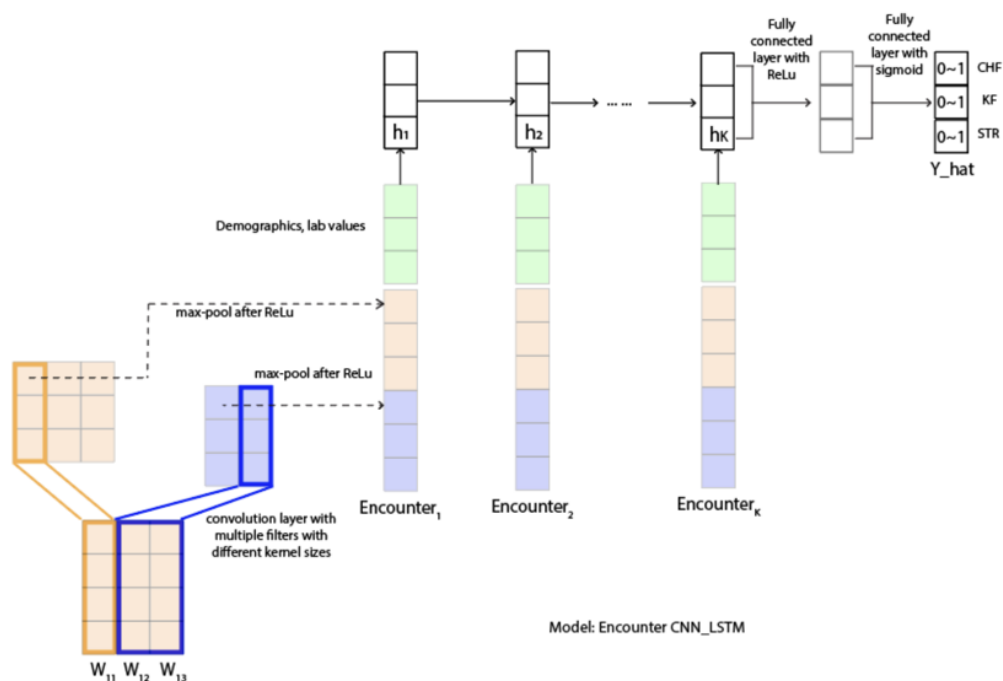 Fully
connected
layer with
ReLu
Fully
connected
layer with
sigmoid
0~1 CHF
0~1 KF
0~1 STR
Y_hat
h1
h2
... ...
hK
Demographics, lab values
max-pool after ReLu
max-pool after ReLu
Encounter1
Encounter2
EncounterK
convolution layer with
multiple filters with
different kernel sizes
Model: Encounter CNN_LSTM
W11 W12 W13